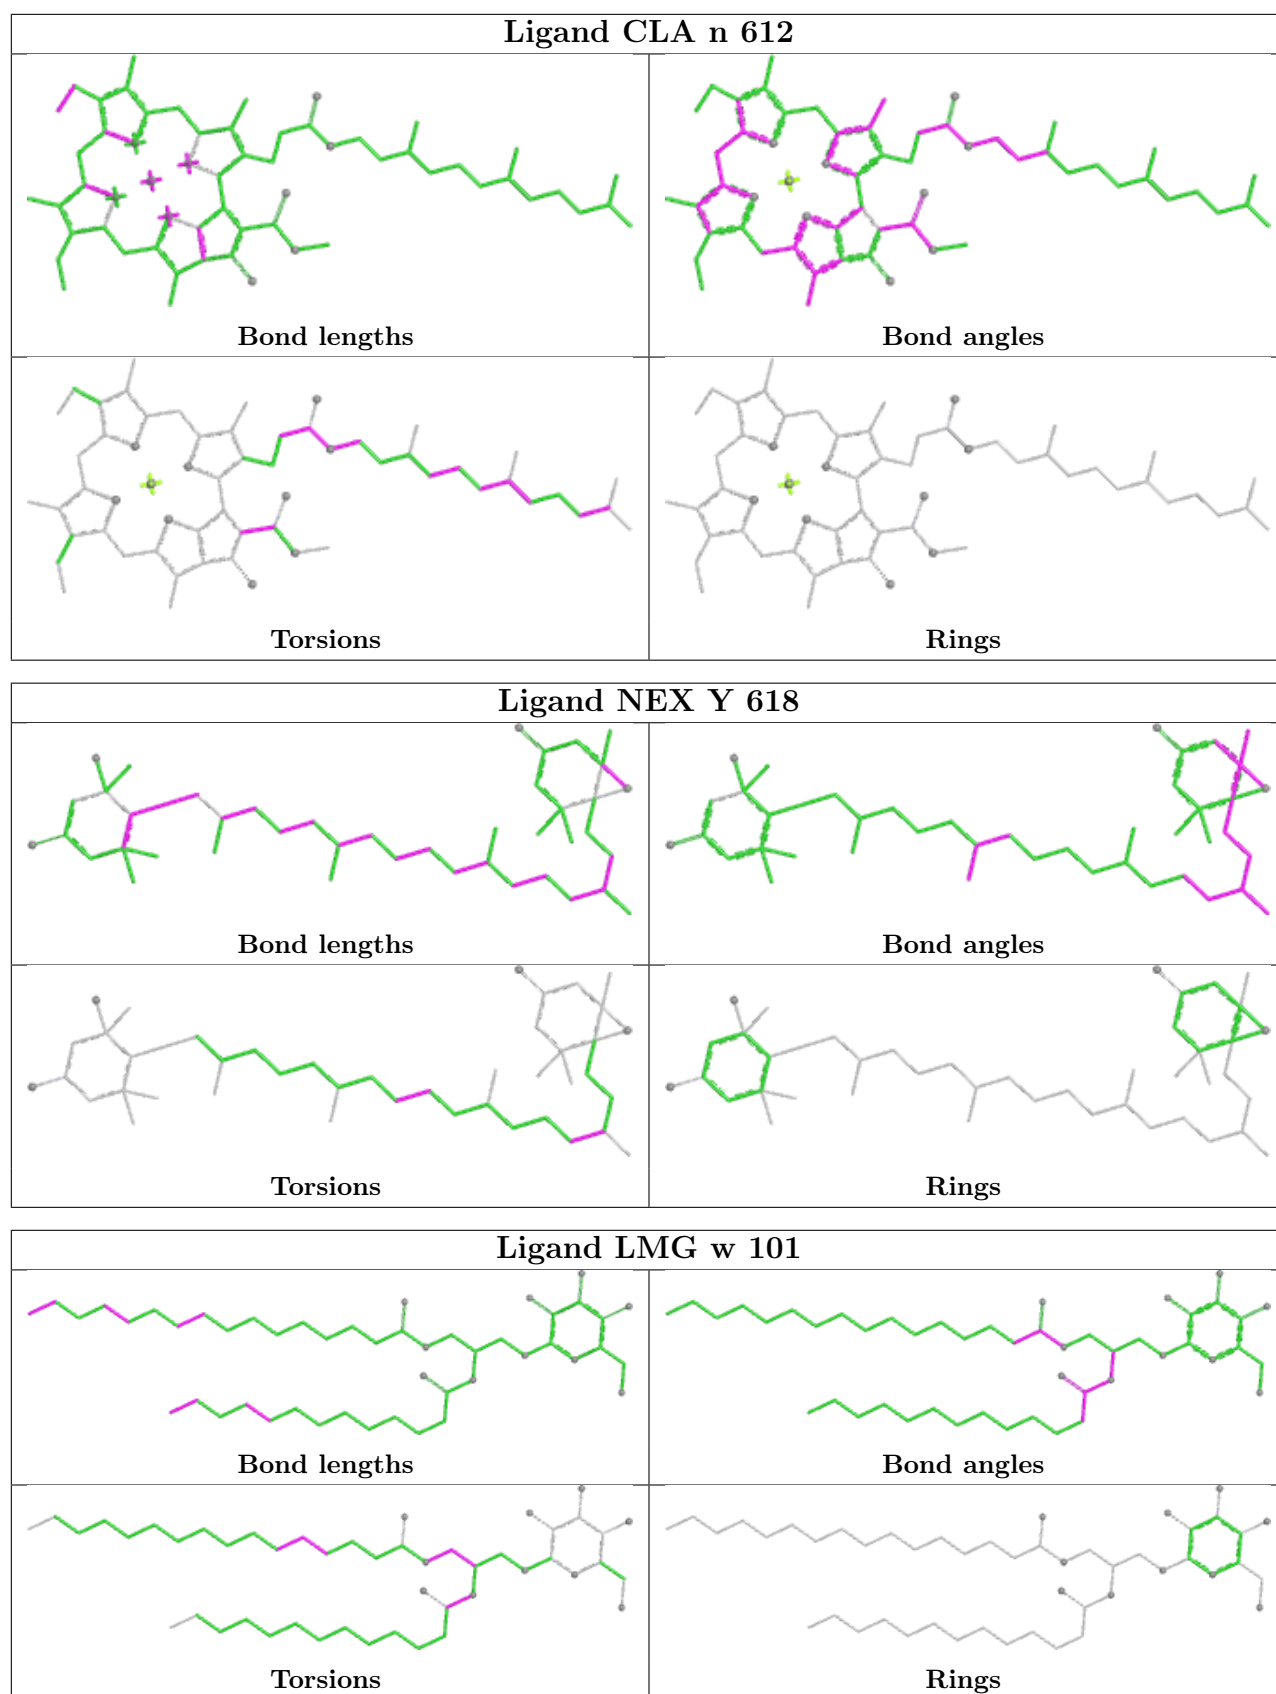 Ligand CLA n 612
Bond lengths
Bond angles
Torsions
Rings
Ligand NEX Y 618
Bond lengths
Bond angles
Torsions
Rings
Ligand LMG w 101
Bond lengths
Bond angles
Torsions
Rings